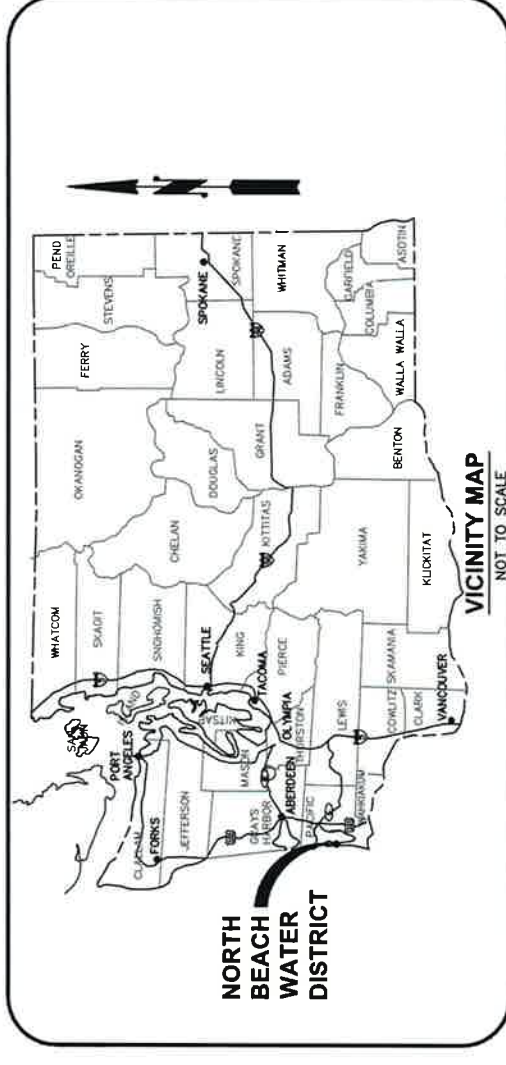 NORTH
BEACH
WATER
DISTRICT
WHATCOM
SKAGIT
SNOHOMISH
SAN
JUAN
ISLAND
PORT
ANGELES
CLALLAM
FORKS
JEFFERSON
KITSAP
SEATTLE
KING
TACOMA
PIERCE
MASON
OLYMPIA
THURSTON
GRAYS
HARBOR
ABERDEEN
PACIFIC
LEWIS
WAHKIAKUM
COWLITZ
SKAMANIA
CLARK
VANCOUVER
OKANOGAN
CHELAN
DOUGLAS
KITTITAS
GRANT
YAKIMA
KLICKITAT
BENTON
FERRY
STEVENS
PEND
OREILLE
LINCOLN
SPOKANE
SPOKANE
ADAMS
WHITMAN
FRANKLIN
WALLA WALLA
COLUMBIA
GARFIELD
ASOTIN
VICINITY MAP
NOT TO SCALE